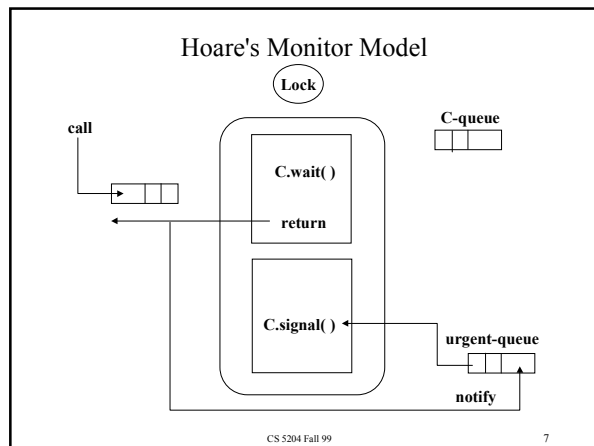 Hoare's Monitor Model
Lock
call
C-queue
C.wait( )
return
C.signal( )
urgent-queue
notify
CS 5204 Fall 99
7